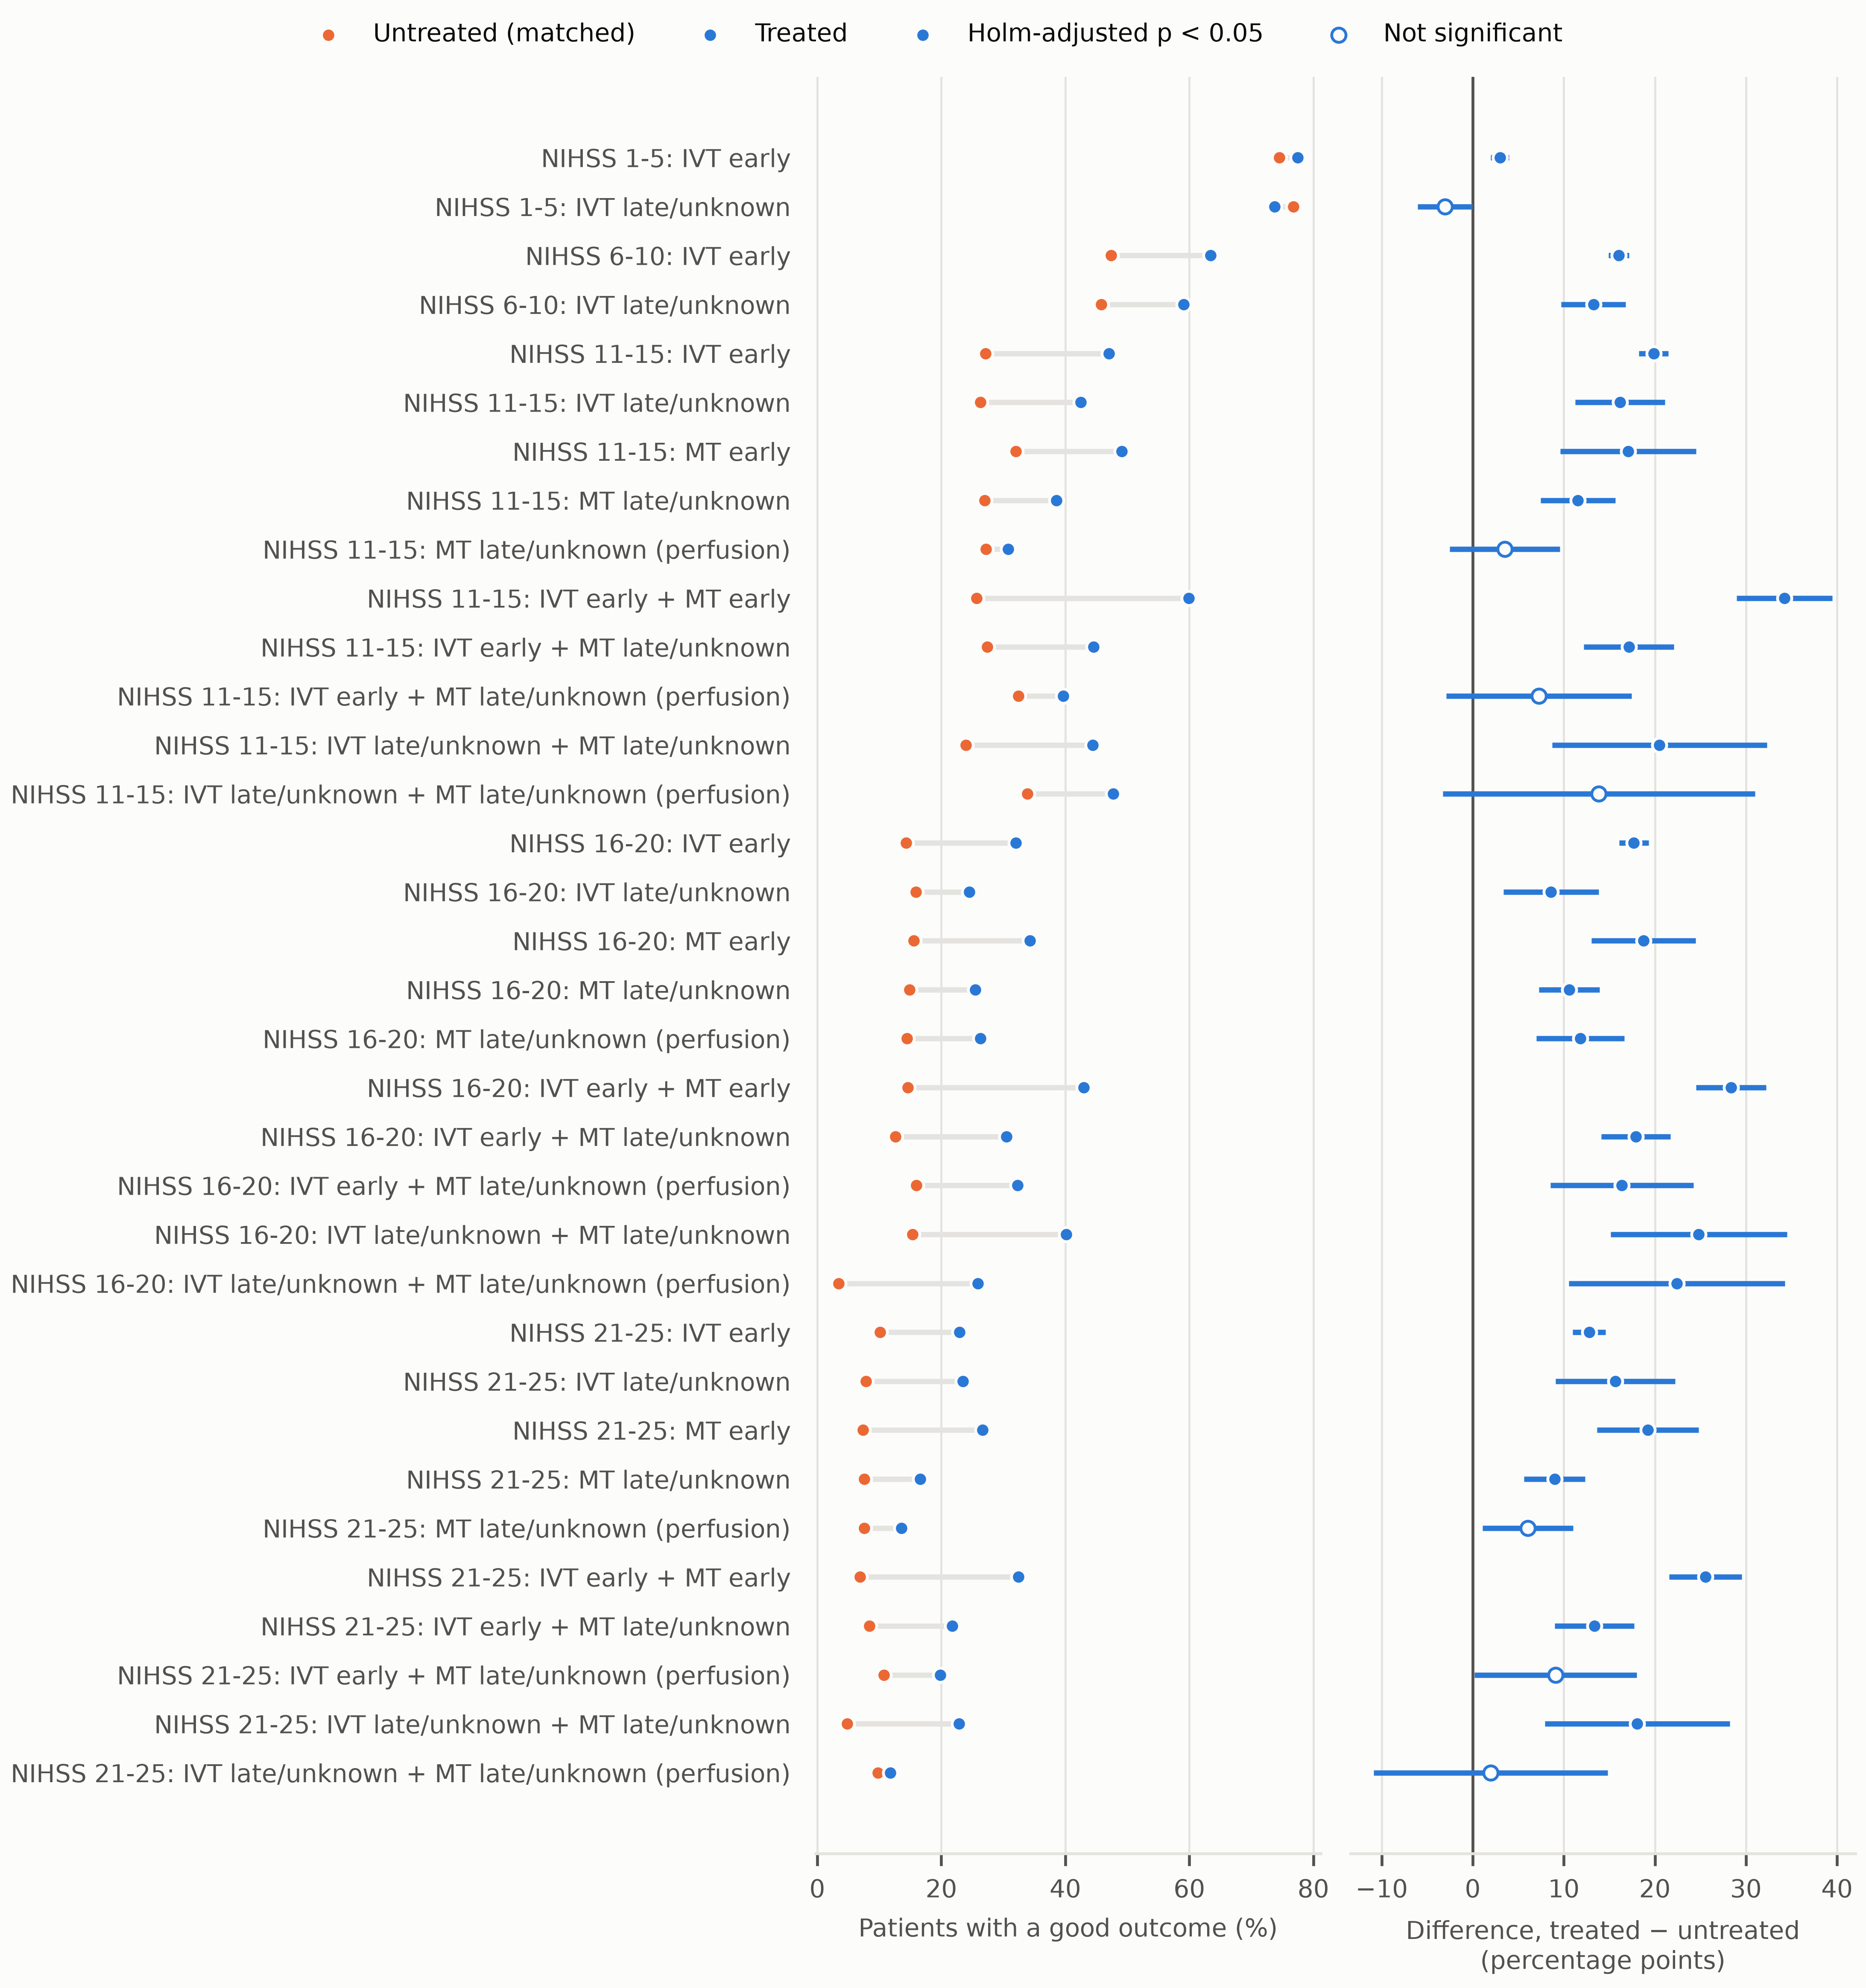 Untreated (matched) Treated Holm-adjusted p < 0.05 Not significant
NIHSS 1-5: IVT early
NIHSS 1-5: IVT late/unknown
NIHSS 6-10: IVT early
NIHSS 6-10: IVT late/unknown
NIHSS 11-15: IVT early
NIHSS 11-15: IVT late/unknown
NIHSS 11-15: MT early
NIHSS 11-15: MT late/unknown
NIHSS 11-15: MT late/unknown (perfusion)
NIHSS 11-15: IVT early + MT early
NIHSS 11-15: IVT early + MT late/unknown
NIHSS 11-15: IVT early + MT late/unknown (perfusion)
NIHSS 11-15: IVT late/unknown + MT late/unknown
NIHSS 11-15: IVT late/unknown + MT late/unknown (perfusion)
NIHSS 16-20: IVT early
NIHSS 16-20: IVT late/unknown
NIHSS 16-20: MT early
NIHSS 16-20: MT late/unknown
NIHSS 16-20: MT late/unknown (perfusion)
NIHSS 16-20: IVT early + MT early
NIHSS 16-20: IVT early + MT late/unknown
NIHSS 16-20: IVT early + MT late/unknown (perfusion)
NIHSS 16-20: IVT late/unknown + MT late/unknown
NIHSS 16-20: IVT late/unknown + MT late/unknown (perfusion)
NIHSS 21-25: IVT early
NIHSS 21-25: IVT late/unknown
NIHSS 21-25: MT early
NIHSS 21-25: MT late/unknown
NIHSS 21-25: MT late/unknown (perfusion)
NIHSS 21-25: IVT early + MT early
NIHSS 21-25: IVT early + MT late/unknown
NIHSS 21-25: IVT early + MT late/unknown (perfusion)
NIHSS 21-25: IVT late/unknown + MT late/unknown
NIHSS 21-25: IVT late/unknown + MT late/unknown (perfusion)
0 20 40 60 80
Patients with a good outcome (%)
−10 0 10 20 30 40
Difference, treated − untreated
(percentage points)